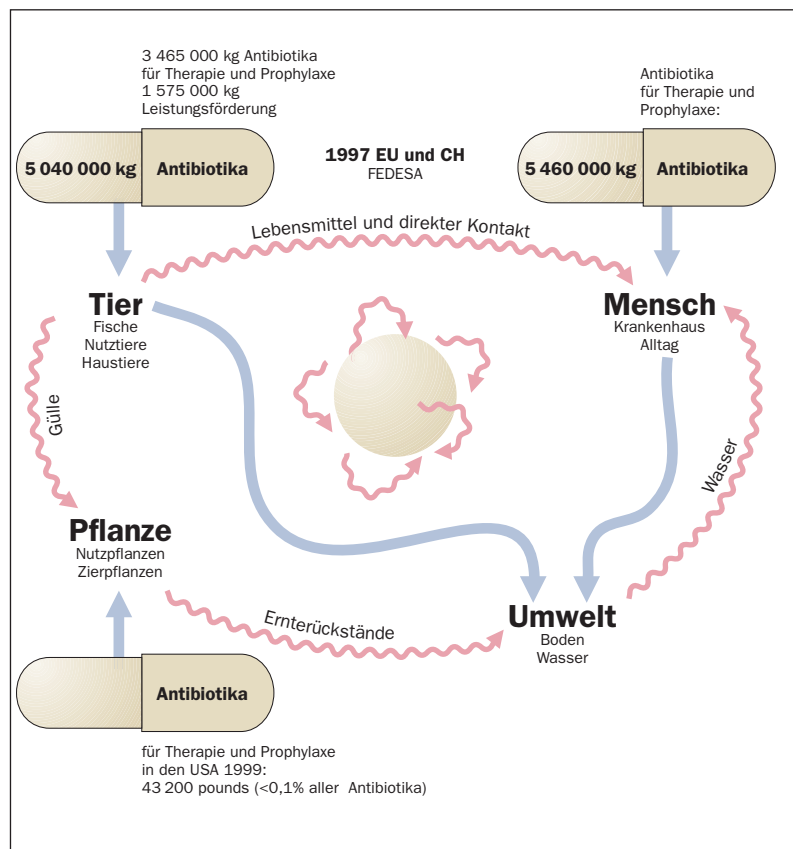 3 465 000 kg Antibiotika
für Therapie und Prophylaxe
1 575 000 kg
Leistungsförderung
5 040 000 kg
Antibiotika
1997 EU und CH
FEDESA
Antibiotika
für Therapie und
Prophylaxe:
5 460 000 kg
Antibiotika
Lebensmittel und direkter Kontakt
Tier
Fische
Nutztiere
Haustiere
Mensch
Krankenhaus
Alltag
Gülle
Wasser
Pflanze
Nutzpflanzen
Zierpflanzen
Ernterückstände
Umwelt
Boden
Wasser
Antibiotika
für Therapie und Prophylaxe
in den USA 1999:
43 200 pounds (<0,1% aller Antibiotika)